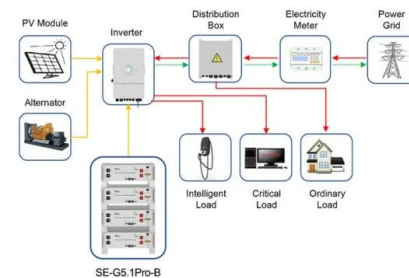 PV Module
Inverter
Distribution
Box
Electricity
Meter
Power
Grid
Alternator
Intelligent
Load
Critical
Load
Ordinary
Load
SE-G5.1Pro-B